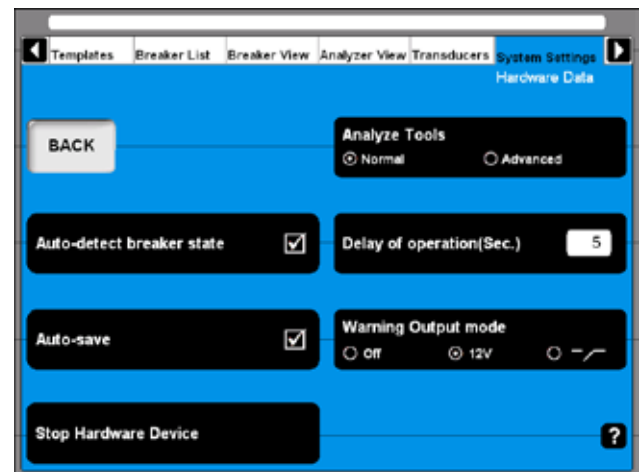 Templates Breaker List Breaker View Analyzer View Transducers System Settings
Hardware Data
BACK
Analyze Tools
Normal Advanced
Auto-detect breaker state
Delay of operation(Sec.) 5
Auto-save
Warning Output mode
Off 12V
Stop Hardware Device
?